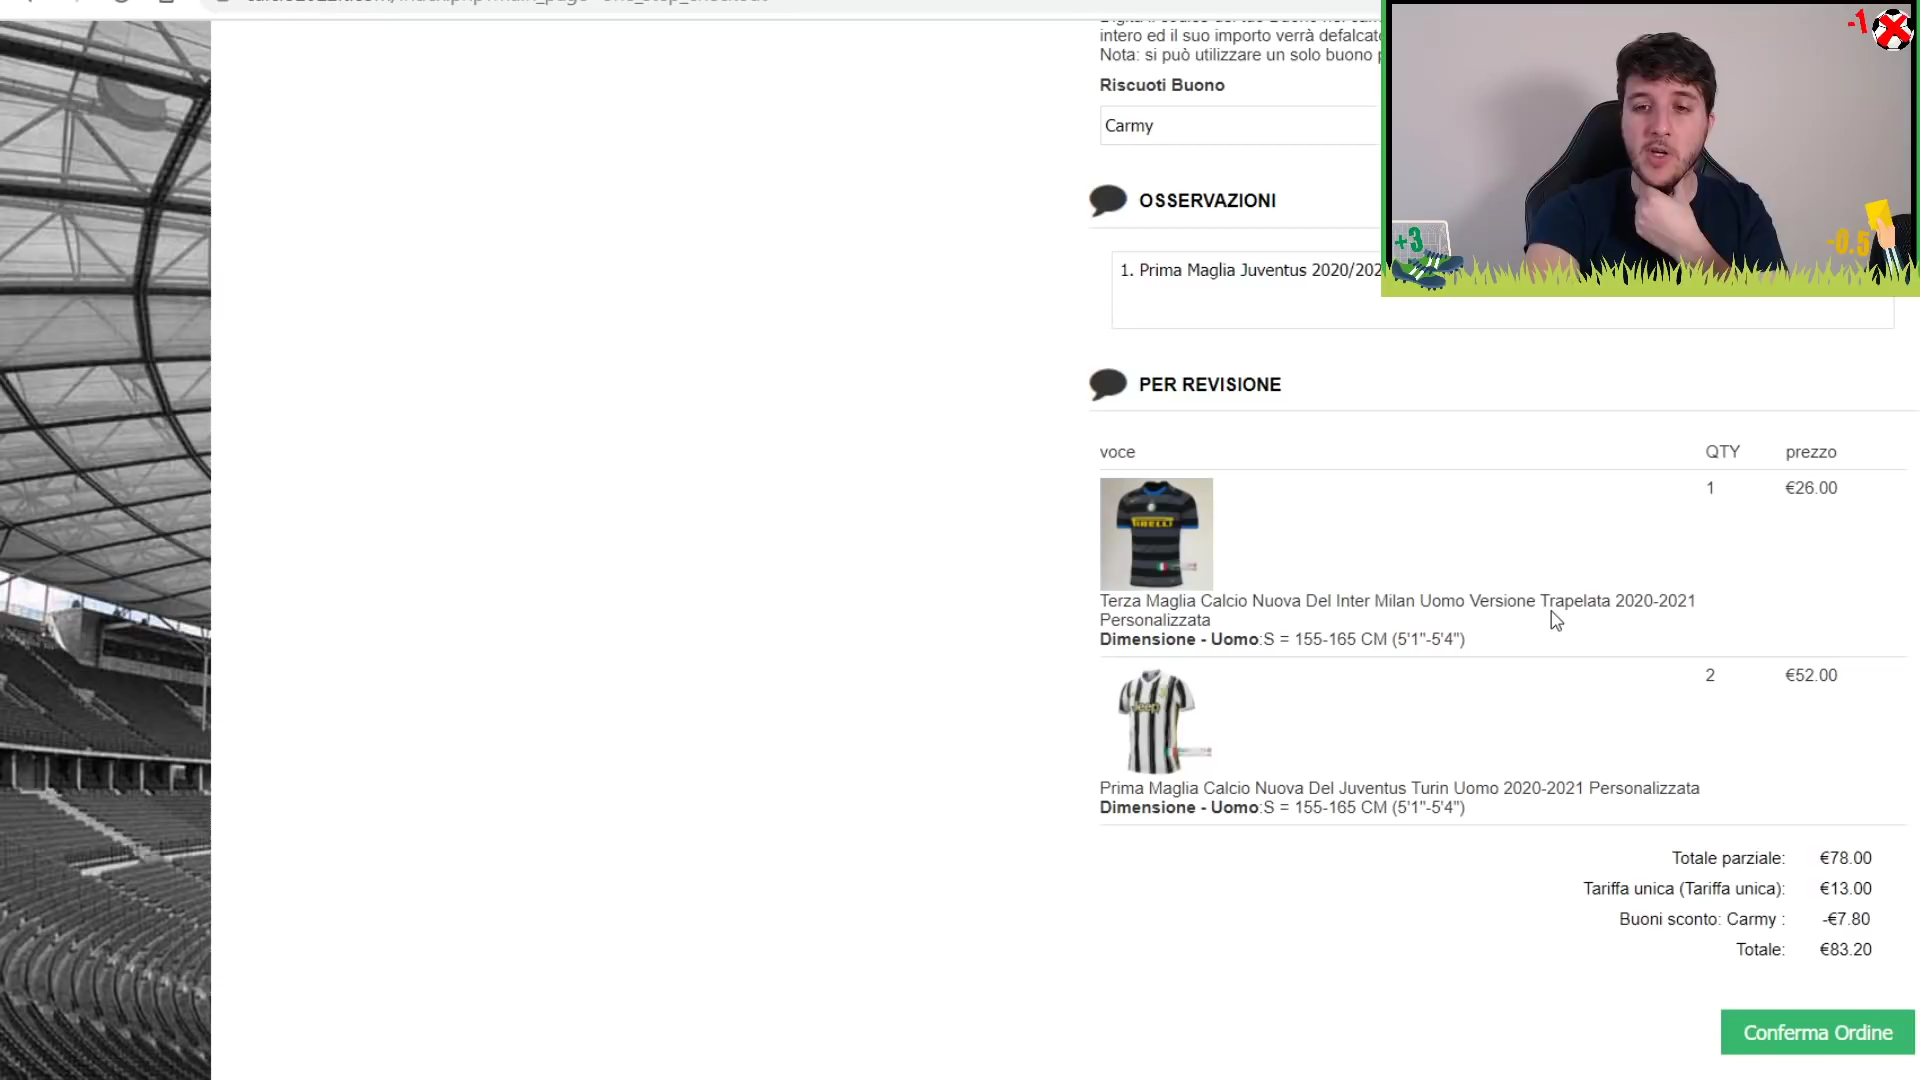 intero ed il suo importo verrà defalcato
Nota: si può utilizzare un solo buono
Riscuoti Buono
Carmy
OSSERVAZIONI
1. Prima Maglia Juventus 2020/202
PER REVISIONE
voce QTY prezzo
PIRELLI
1 €26.00
Terza Maglia Calcio Nuova Del Inter Milan Uomo Versione Trapelata 2020-2021
Personalizzata
Dimensione - Uomo:S = 155-165 CM (5'1"-5'4")
Jeep
2 €52.00
Prima Maglia Calcio Nuova Del Juventus Turin Uomo 2020-2021 Personalizzata
Dimensione - Uomo:S = 155-165 CM (5'1"-5'4")
Totale parziale: €78.00
Tariffa unica (Tariffa unica): €13.00
Buoni sconto: Carmy : -€7.80
Totale: €83.20
Conferma Ordine
-1
+3
-0.5